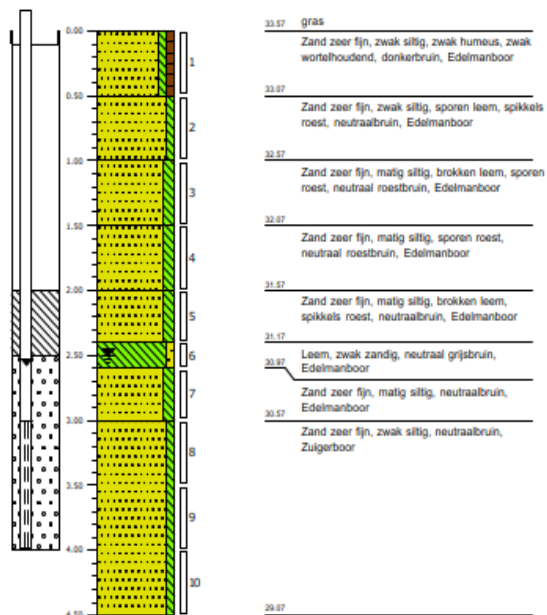 33.57 gras
0.00
Zand zeer fijn, zwak siltig, zwak humeus, zwak
wortelhoudend, donkerbruin, Edelmanboor
1
0.50
33.07
Zand zeer fijn, zwak siltig, sporen leem, spikkels
roest, neutraalbruin, Edelmanboor
2
1.00
32.57
Zand zeer fijn, matig siltig, brokken leem, sporen
roest, neutraal roestbruin, Edelmanboor
3
1.50
32.07
Zand zeer fijn, matig siltig, sporen roest,
neutraal roestbruin, Edelmanboor
4
2.00
31.57
Zand zeer fijn, matig siltig, brokken leem,
spikkels roest, neutraalbruin, Edelmanboor
5
31.17
2.50
Leem, zwak zandig, neutraal grijsbruin,
Edelmanboor
6
30.97
Zand zeer fijn, matig siltig, neutraalbruin,
Edelmanboor
7
3.00
30.57
Zand zeer fijn, zwak siltig, neutraalbruin,
Zuigerboor
8
3.50
9
4.00
10
4.50
29.07